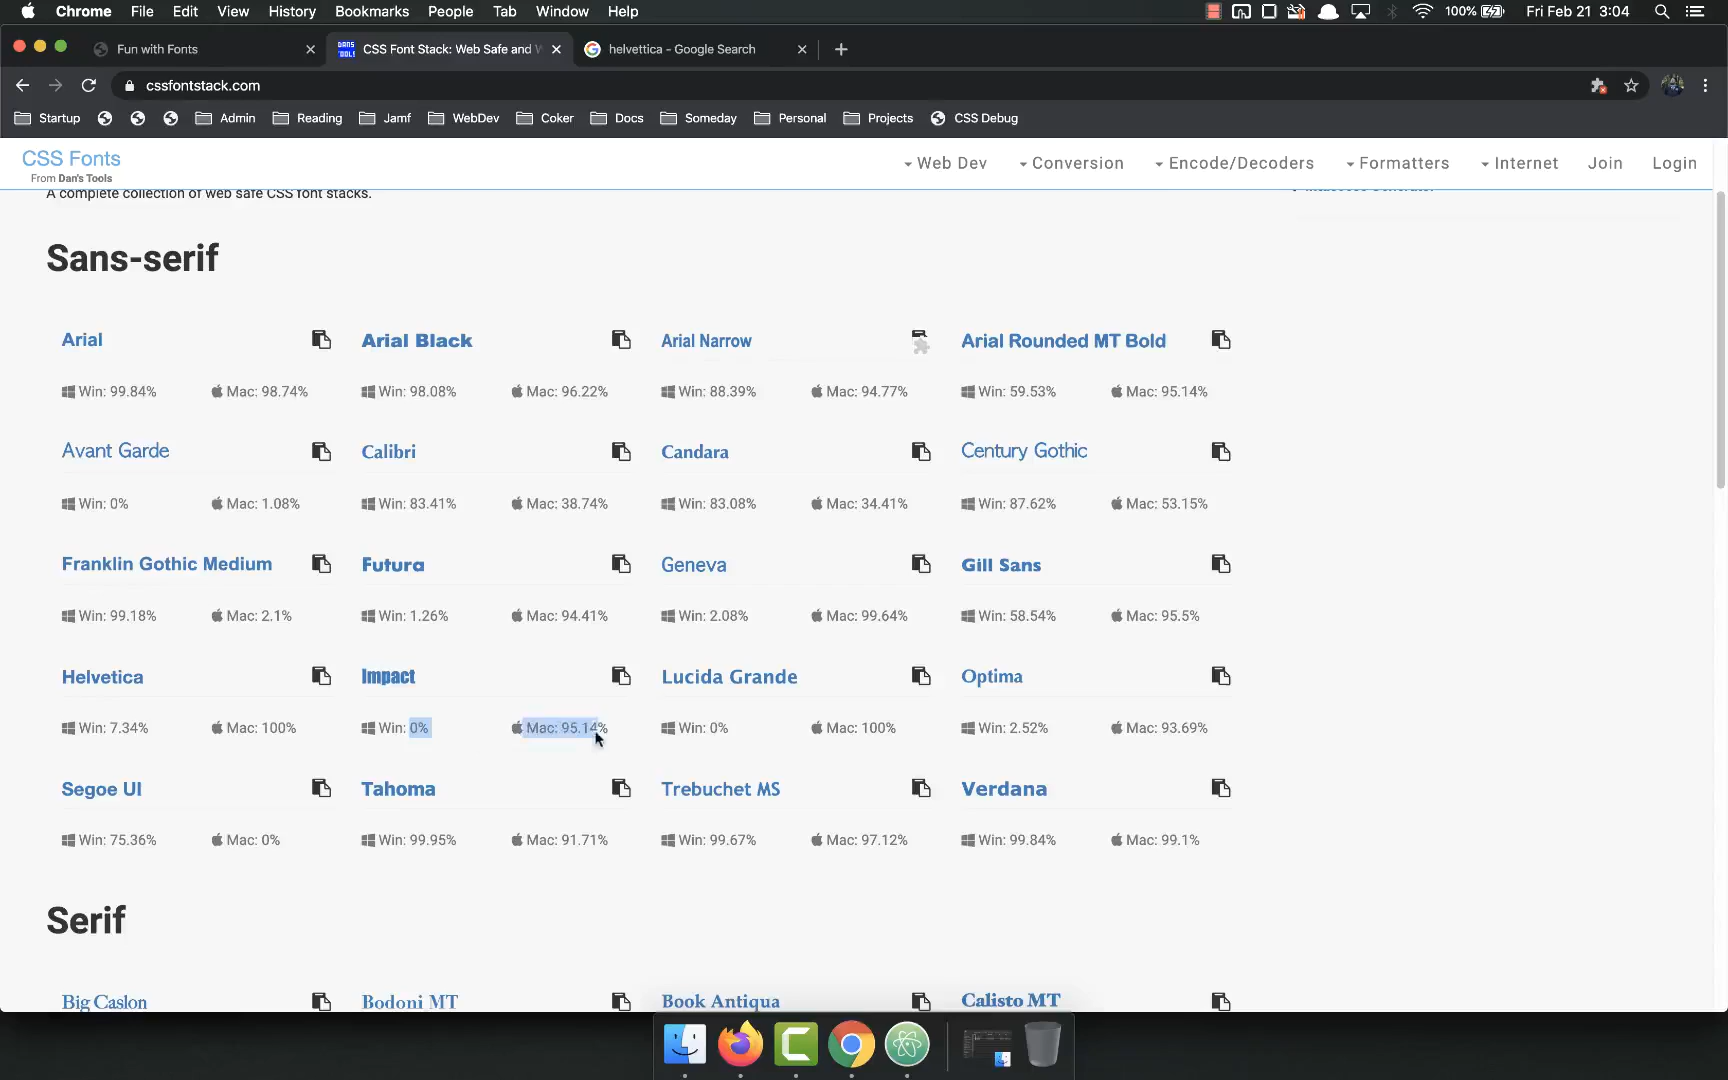 Chrome File Edit View History Bookmarks People Tab Window Help 100% Fri Feb 21 3:04
Fun with Fonts
DANS TOOLS CSS Font Stack: Web Safe and
helvettica - Google Search
cssfontstack.com
Startup Admin Reading Jamf WebDev Coker Docs Someday Personal Projects CSS Debug
CSS Fonts
From Dan's Tools
Web Dev Conversion Encode/Decoders Formatters Internet Join Login
A complete collection of web safe CSS font stacks.
Sans-serif
Arial Arial Black Arial Narrow Arial Rounded MT Bold
Win: 99.84% Mac: 98.74% Win: 98.08% Mac: 96.22% Win: 88.39% Mac: 94.77% Win: 59.53% Mac: 95.14%
Avant Garde Calibri Candara Century Gothic
Win: 0% Mac: 1.08% Win: 83.41% Mac: 38.74% Win: 83.08% Mac: 34.41% Win: 87.62% Mac: 53.15%
Franklin Gothic Medium Futura Geneva Gill Sans
Win: 99.18% Mac: 2.1% Win: 1.26% Mac: 94.41% Win: 2.08% Mac: 99.64% Win: 58.54% Mac: 95.5%
Helvetica Impact Lucida Grande Optima
Win: 7.34% Mac: 100% Win: 0% Mac: 95.14% Win: 0% Mac: 100% Win: 2.52% Mac: 93.69%
Segoe UI Tahoma Trebuchet MS Verdana
Win: 75.36% Mac: 0% Win: 99.95% Mac: 91.71% Win: 99.67% Mac: 97.12% Win: 99.84% Mac: 99.1%
Serif
Big Caslon Bodoni MT Book Antiqua Calisto MT